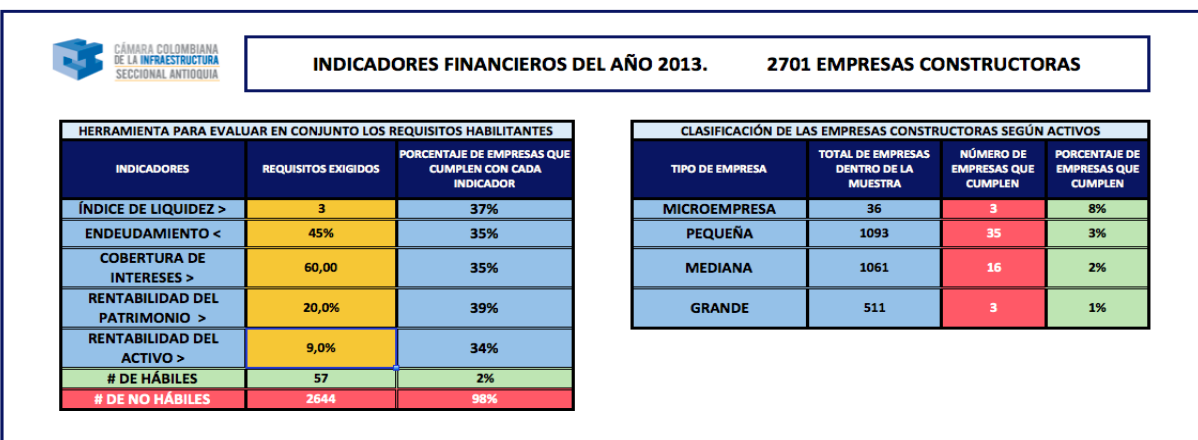 CÁMARA COLOMBIANA
DE LA INFRAESTRUCTURA
SECCIONAL ANTIOQUIA
INDICADORES FINANCIEROS DEL AÑO 2013. 2701 EMPRESAS CONSTRUCTORAS
HERRAMIENTA PARA EVALUAR EN CONJUNTO LOS REQUISITOS HABILITANTES
INDICADORES
REQUISITOS EXIGIDOS
PORCENTAJE DE EMPRESAS QUE
CUMPLEN CON CADA
INDICADOR
ÍNDICE DE LIQUIDEZ > 3 37%
ENDEUDAMIENTO < 45% 35%
COBERTURA DE
INTERESES > 60,00 35%
RENTABILIDAD DEL
PATRIMONIO > 20,0% 39%
RENTABILIDAD DEL
ACTIVO > 9,0% 34%
# DE HÁBILES 57 2%
# DE NO HÁBILES 2644 98%
CLASIFICACIÓN DE LAS EMPRESAS CONSTRUCTORAS SEGÚN ACTIVOS
TIPO DE EMPRESA
TOTAL DE EMPRESAS
DENTRO DE LA
MUESTRA
NÚMERO DE
EMPRESAS QUE
CUMPLEN
PORCENTAJE DE
EMPRESAS QUE
CUMPLEN
MICROEMPRESA 36 3 8%
PEQUEÑA 1093 35 3%
MEDIANA 1061 16 2%
GRANDE 511 3 1%